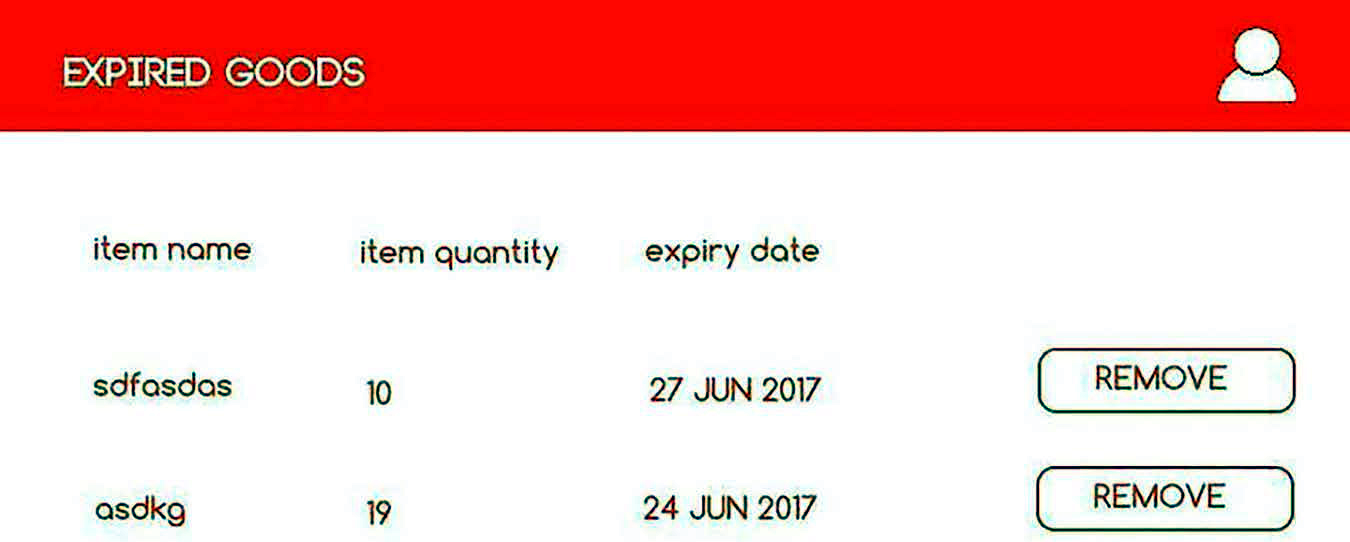 EXPIRED GOODS
item name item quantity expiry date
sdfasdas 10 27 JUN 2017 REMOVE
asdkg 19 24 JUN 2017 REMOVE